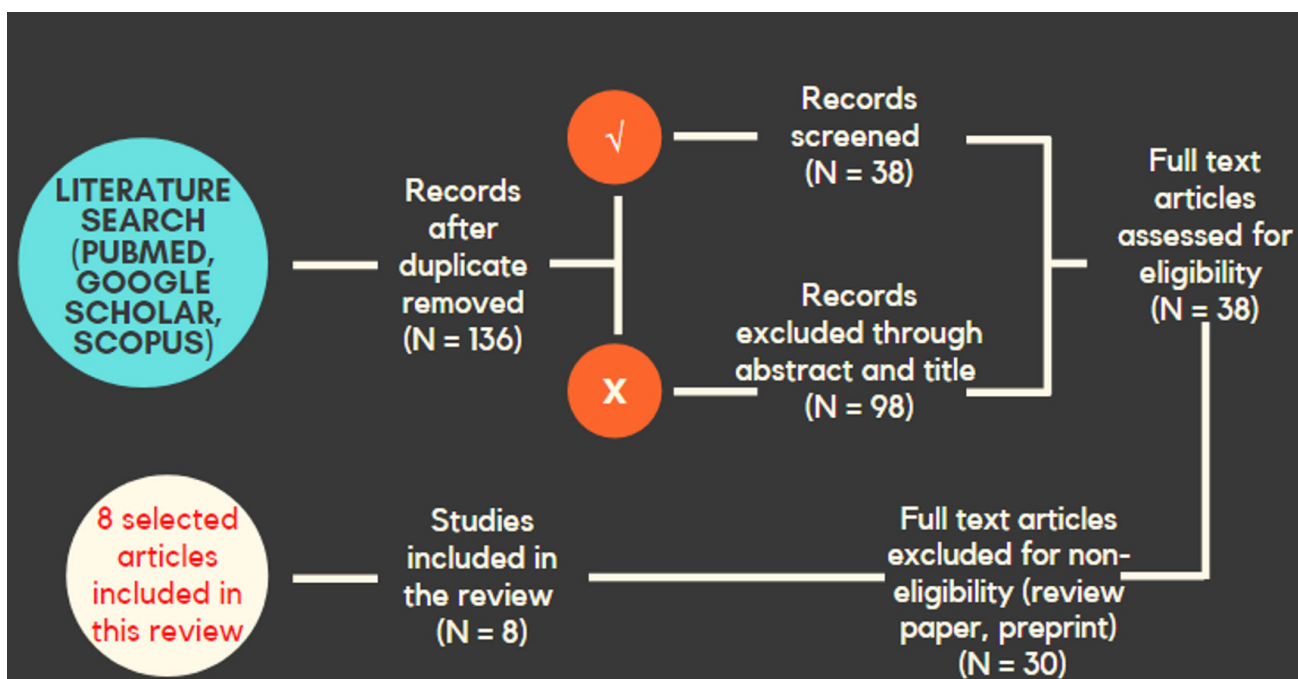 LITERATURE
SEARCH
(PUBMED,
GOOGLE
SCHOLAR,
SCOPUS)
Records
after
duplicate
removed
(N = 136)
√
Records
screened
(N = 38)
X
Records
excluded through
abstract and title
(N = 98)
Full text
articles
assessed for
eligibility
(N = 38)
Full text articles
excluded for non-
eligibility (review
paper, preprint)
(N = 30)
Studies
included in
the review
(N = 8)
8 selected
articles
included in
this review